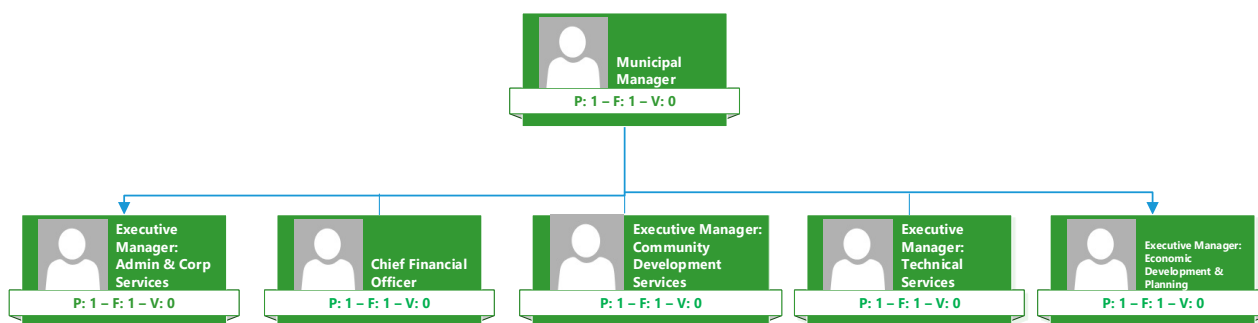 Municipal
Manager
P: 1 – F: 1 – V: 0
Executive
Manager:
Admin & Corp
Services
P: 1 – F: 1 – V: 0
Chief Financial
Officer
P: 1 – F: 1 – V: 0
Executive Manager:
Community
Development
Services
P: 1 – F: 1 – V: 0
Executive
Manager:
Technical
Services
P: 1 – F: 1 – V: 0
Executive Manager:
Economic
Development &
Planning
P: 1 – F: 1 – V: 0